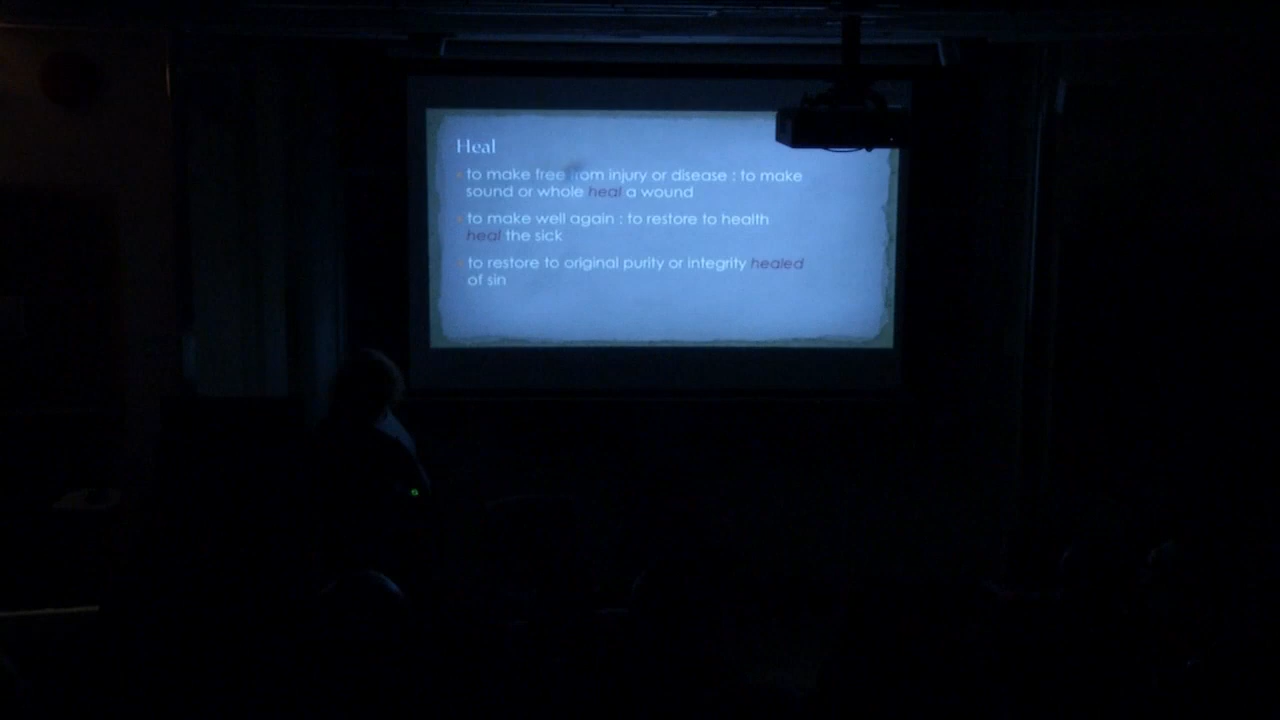 Heal
to make free from injury or disease : to make
sound or whole heal a wound
to make well again : to restore to health
heal the sick
to restore to original purity or integrity healed
of sin